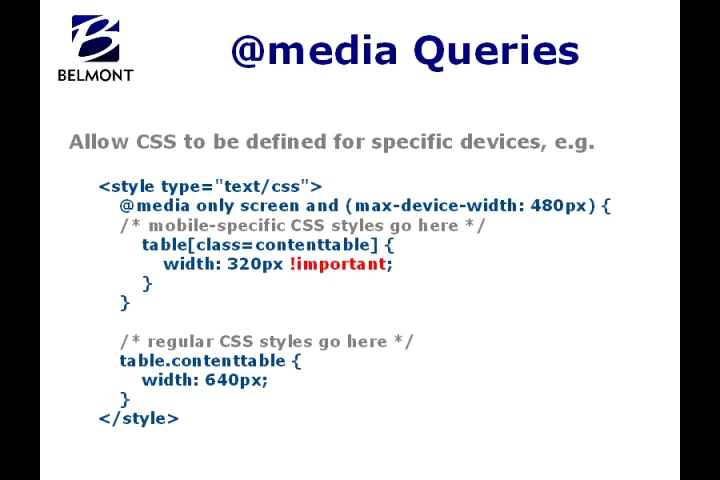 BELMONT
@media Queries
Allow CSS to be defined for specific devices, e.g.
<style type="text/css">
@media only screen and (max-device-width: 480px) {
/* mobile-specific CSS styles go here */
table[class=contenttable] {
width: 320px !important;
}
}
/* regular CSS styles go here */
table.contenttable {
width: 640px;
}
</style>